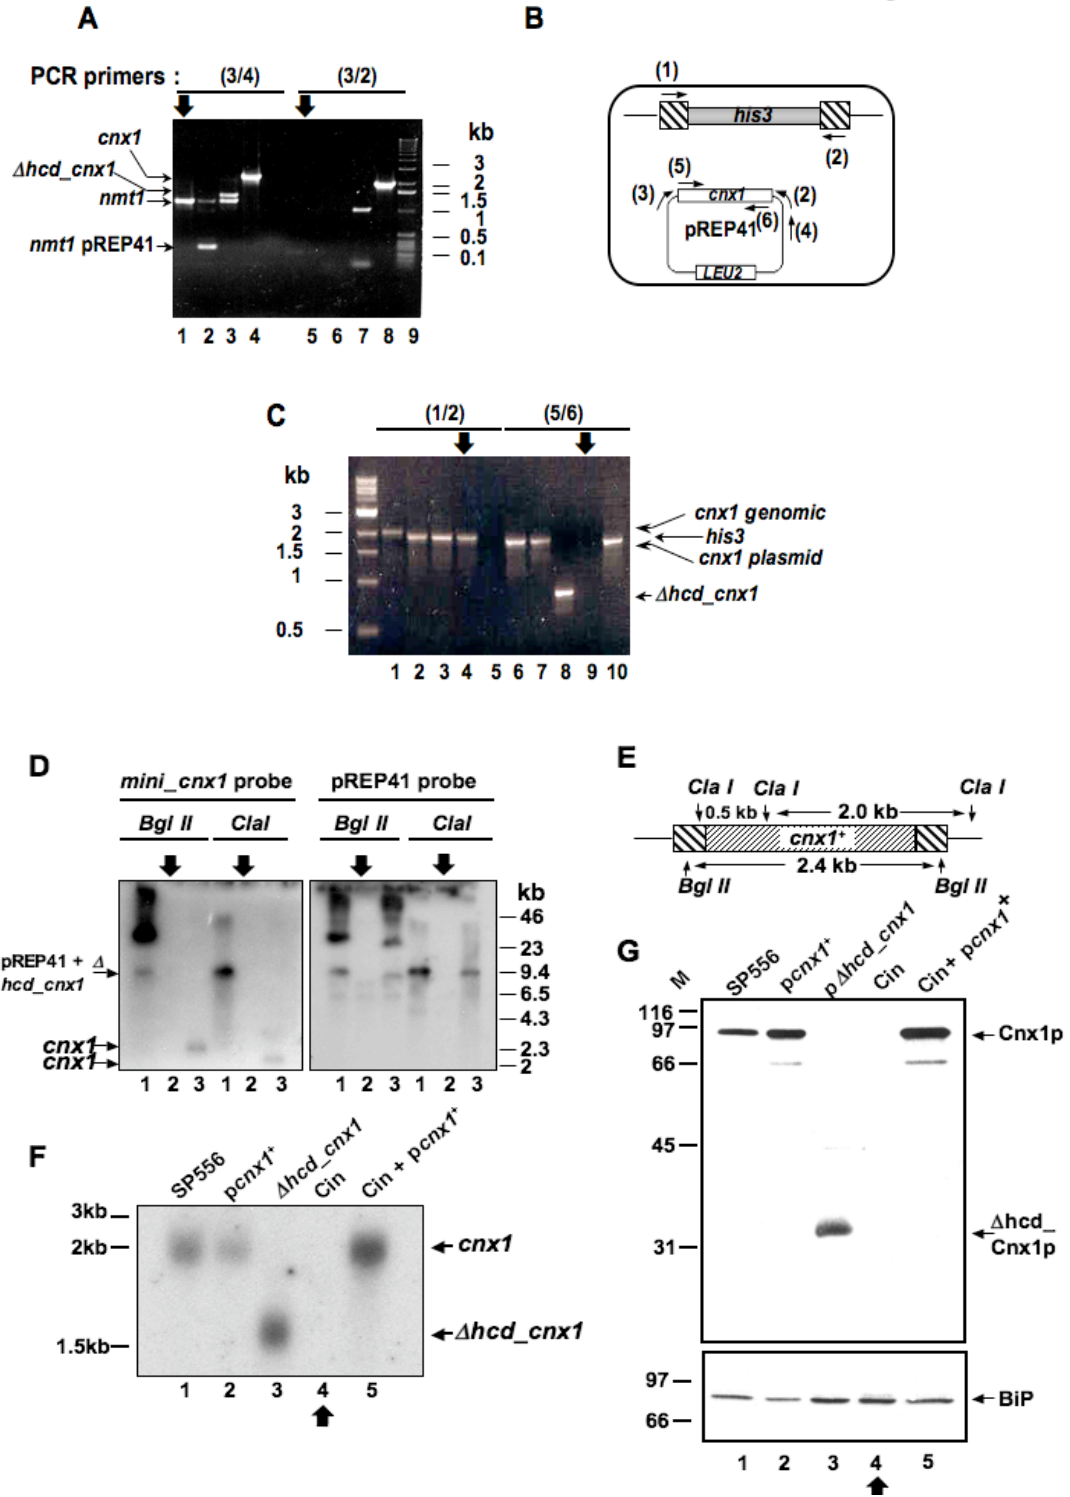 A
PCR primers : (3/4) (3/2)
cnx1
Δhcd_cnx1
nmt1
nmt1 pREP41
kb
3
2
1.5
1
0.5
0.1
1 2 3 4 5 6 7 8 9
B
(1)
his3
(2)
(5)
(3) cnx1 (2)
pREP41 (6) (4)
LEU2
C
(1/2) (5/6)
kb
3
2
1.5
1
0.5
cnx1 genomic
his3
cnx1 plasmid
Δhcd_cnx1
1 2 3 4 5 6 7 8 9 10
D
mini_cnx1 probe pREP41 probe
Bgl II ClaI Bgl II ClaI
kb
46
23
9.4
6.5
4.3
2.3
2
pREP41 + Δ
hcd_cnx1
cnx1
cnx1
1 2 3 1 2 3 1 2 3 1 2 3
E
Cla I Cla I Cla I
0.5 kb 2.0 kb
cnx1+
2.4 kb
Bgl II Bgl II
F
SP556 pcnx1+ Δhcd_cnx1 Cin Cin + pcnx1+
3kb
2kb
1.5kb
cnx1
Δhcd_cnx1
1 2 3 4 5
G
M SP556 pcnx1+ pΔhcd_cnx1 Cin Cin+ pcnx1+
116
97
66
45
31
Cnx1p
Δhcd_
Cnx1p
97
66
BiP
1 2 3 4 5